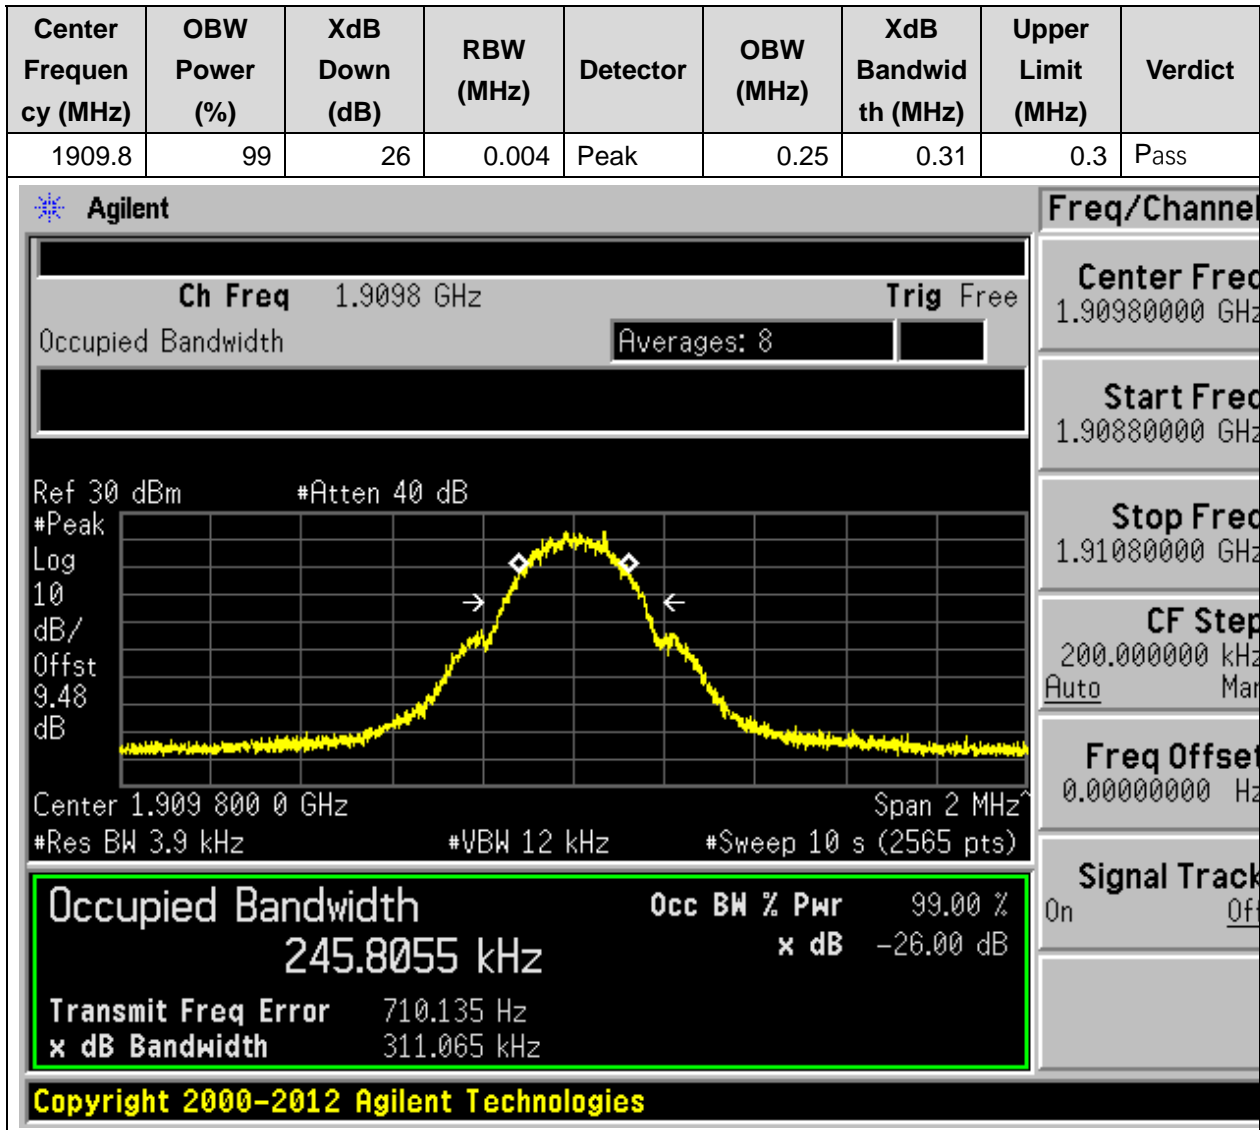 Center Frequen cy (MHz) | OBW Power (%) | XdB Down (dB) | RBW (MHz) | Detector | OBW (MHz) | XdB Bandwid th (MHz) | Upper Limit (MHz) | Verdict
1909.8 | 99 | 26 | 0.004 | Peak | 0.25 | 0.31 | 0.3 | Pass
Agilent
Freq/Channel
Ch Freq 1.9098 GHz Trig Free
Occupied Bandwidth Averages: 8
Center Freq
1.90980000 GHz
Start Freq
1.90880000 GHz
Stop Freq
1.91080000 GHz
CF Step
200.000000 kHz
Auto Man
Freq Offset
0.00000000 Hz
Signal Track
On Off
Ref 30 dBm #Atten 40 dB
#Peak
Log
10
dB/
Offst
9.48
dB
Center 1.909 800 0 GHz Span 2 MHz^
#Res BW 3.9 kHz #VBW 12 kHz #Sweep 10 s (2565 pts)
Occupied Bandwidth Occ BW % Pwr 99.00 %
245.8055 kHz x dB -26.00 dB
Transmit Freq Error 710.135 Hz
x dB Bandwidth 311.065 kHz
Copyright 2000-2012 Agilent Technologies